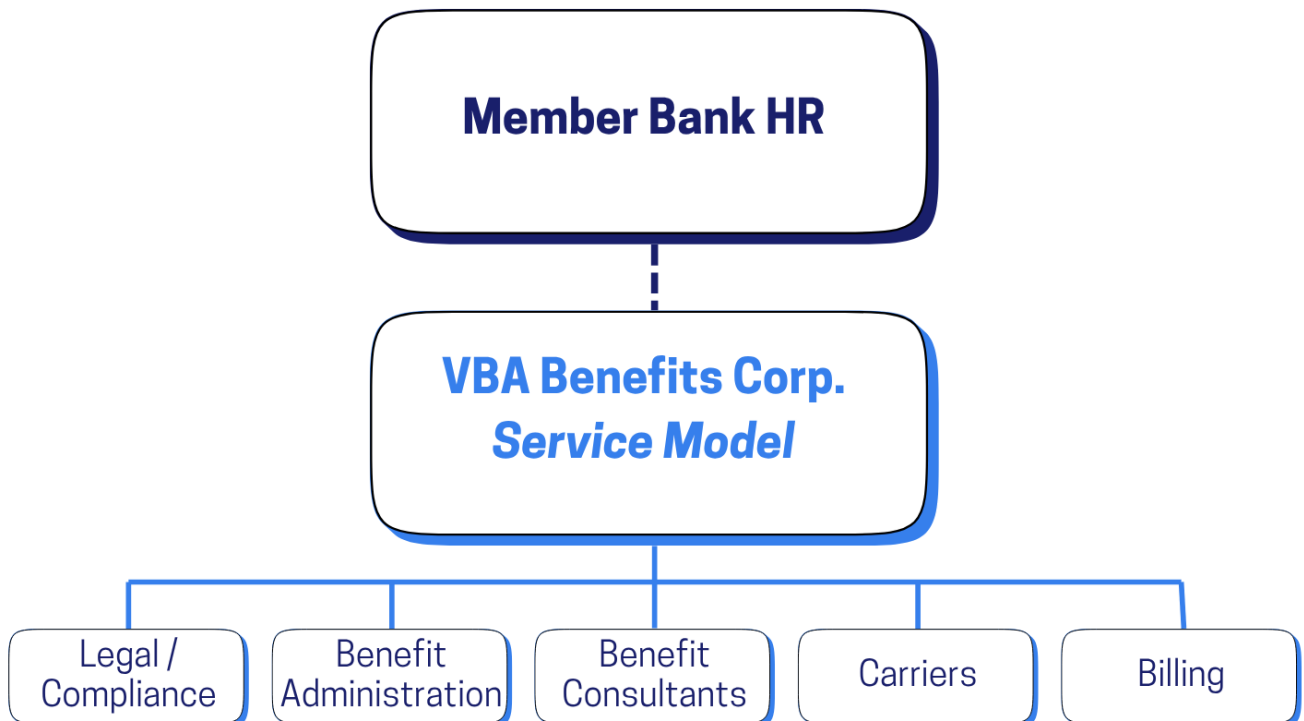 Member Bank HR
VBA Benefits Corp.
Service Model
Legal /
Compliance
Benefit
Administration
Benefit
Consultants
Carriers
Billing